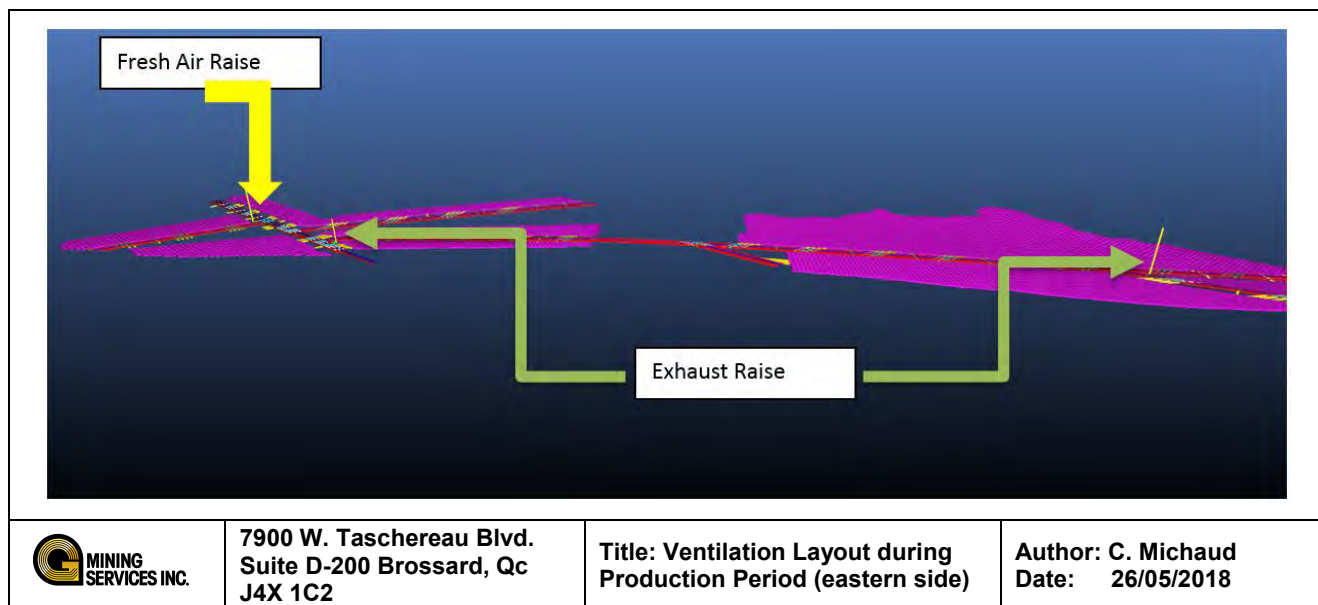 Fresh Air Raise
Exhaust Raise
G MINING
SERVICES INC.
7900 W. Taschereau Blvd.
Suite D-200 Brossard, Qc
J4X 1C2
Title: Ventilation Layout during
Production Period (eastern side)
Author: C. Michaud
Date: 26/05/2018